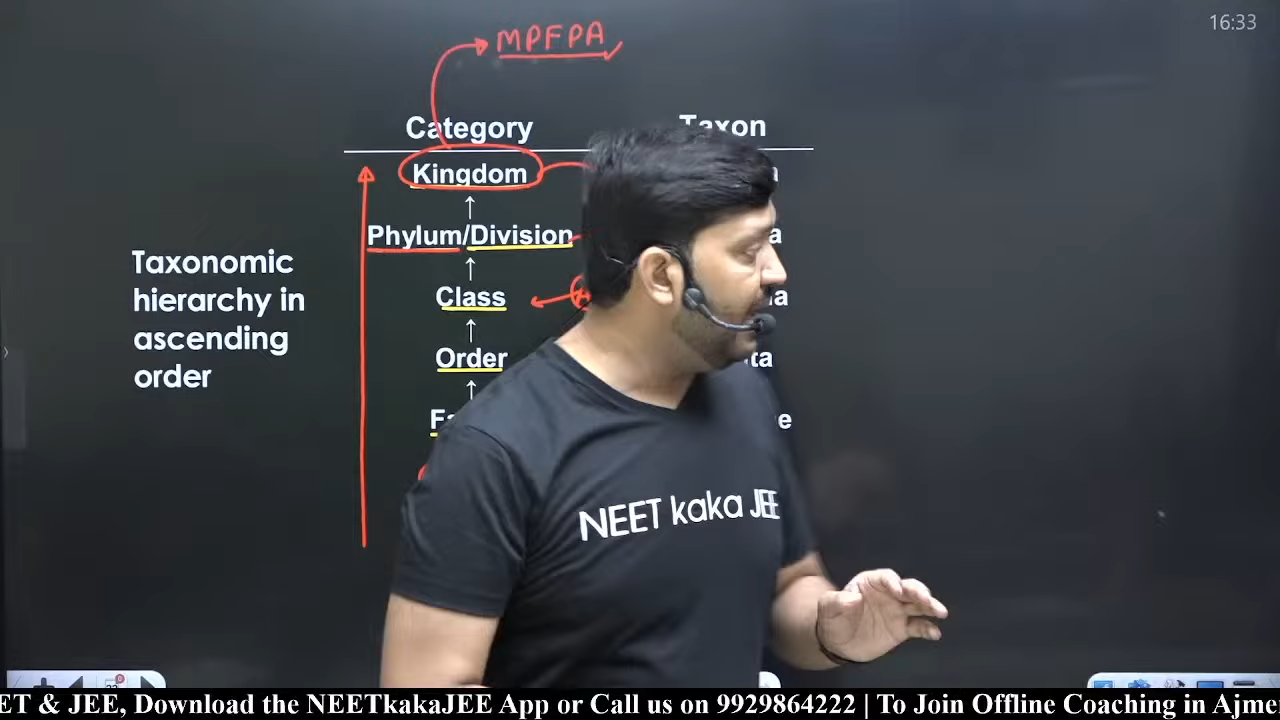 16:33
MPFPA
Category Taxon
Kingdom
Phylum/Division
Class
Order
Taxonomic
hierarchy in
ascending
order
NEET kaka JEE
ET & JEE, Download the NEETkakaJEE App or Call us on 9929864222 | To Join Offline Coaching in Ajme